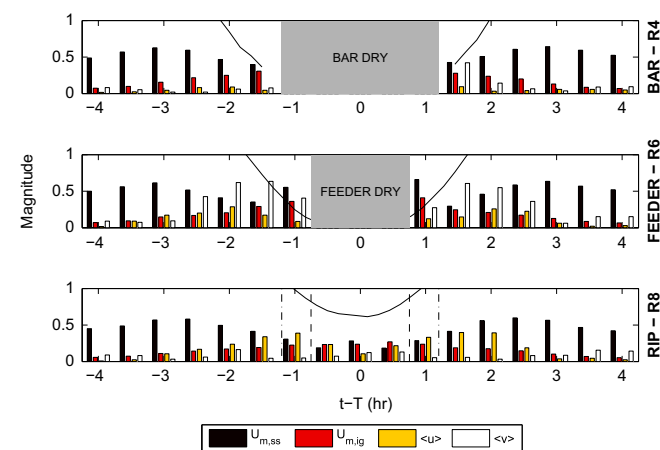 1
0.5
0
BAR DRY
−4 −3 −2 −1 0 1 2 3 4
BAR − R4
1
0.5
0
FEEDER DRY
−4 −3 −2 −1 0 1 2 3 4
FEEDER − R6
Magnitude
1
0.5
0
−4 −3 −2 −1 0 1 2 3 4
RIP − R8
t−T (hr)
U m,ss U m,ig <u> <v>